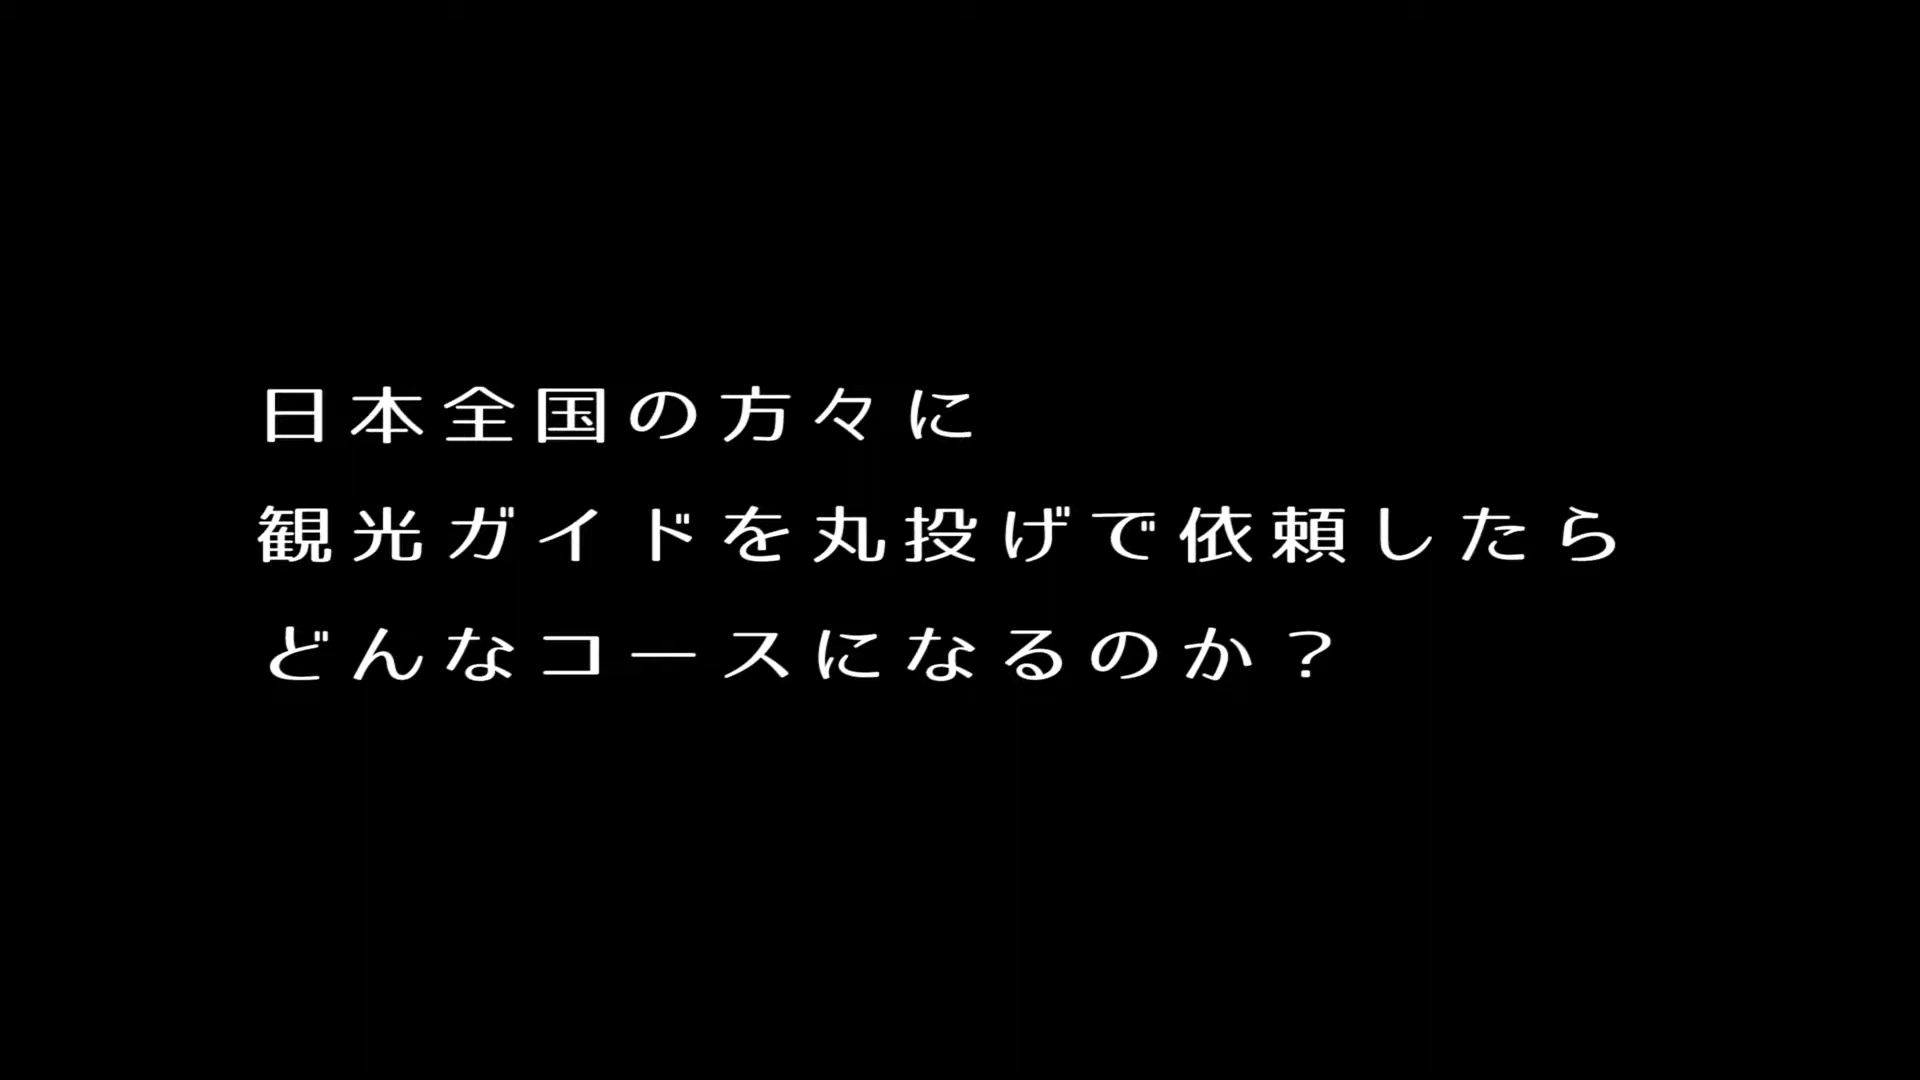 日本全国の方々に
観光ガイドを丸投げで依頼したら
どんなコースになるのか？